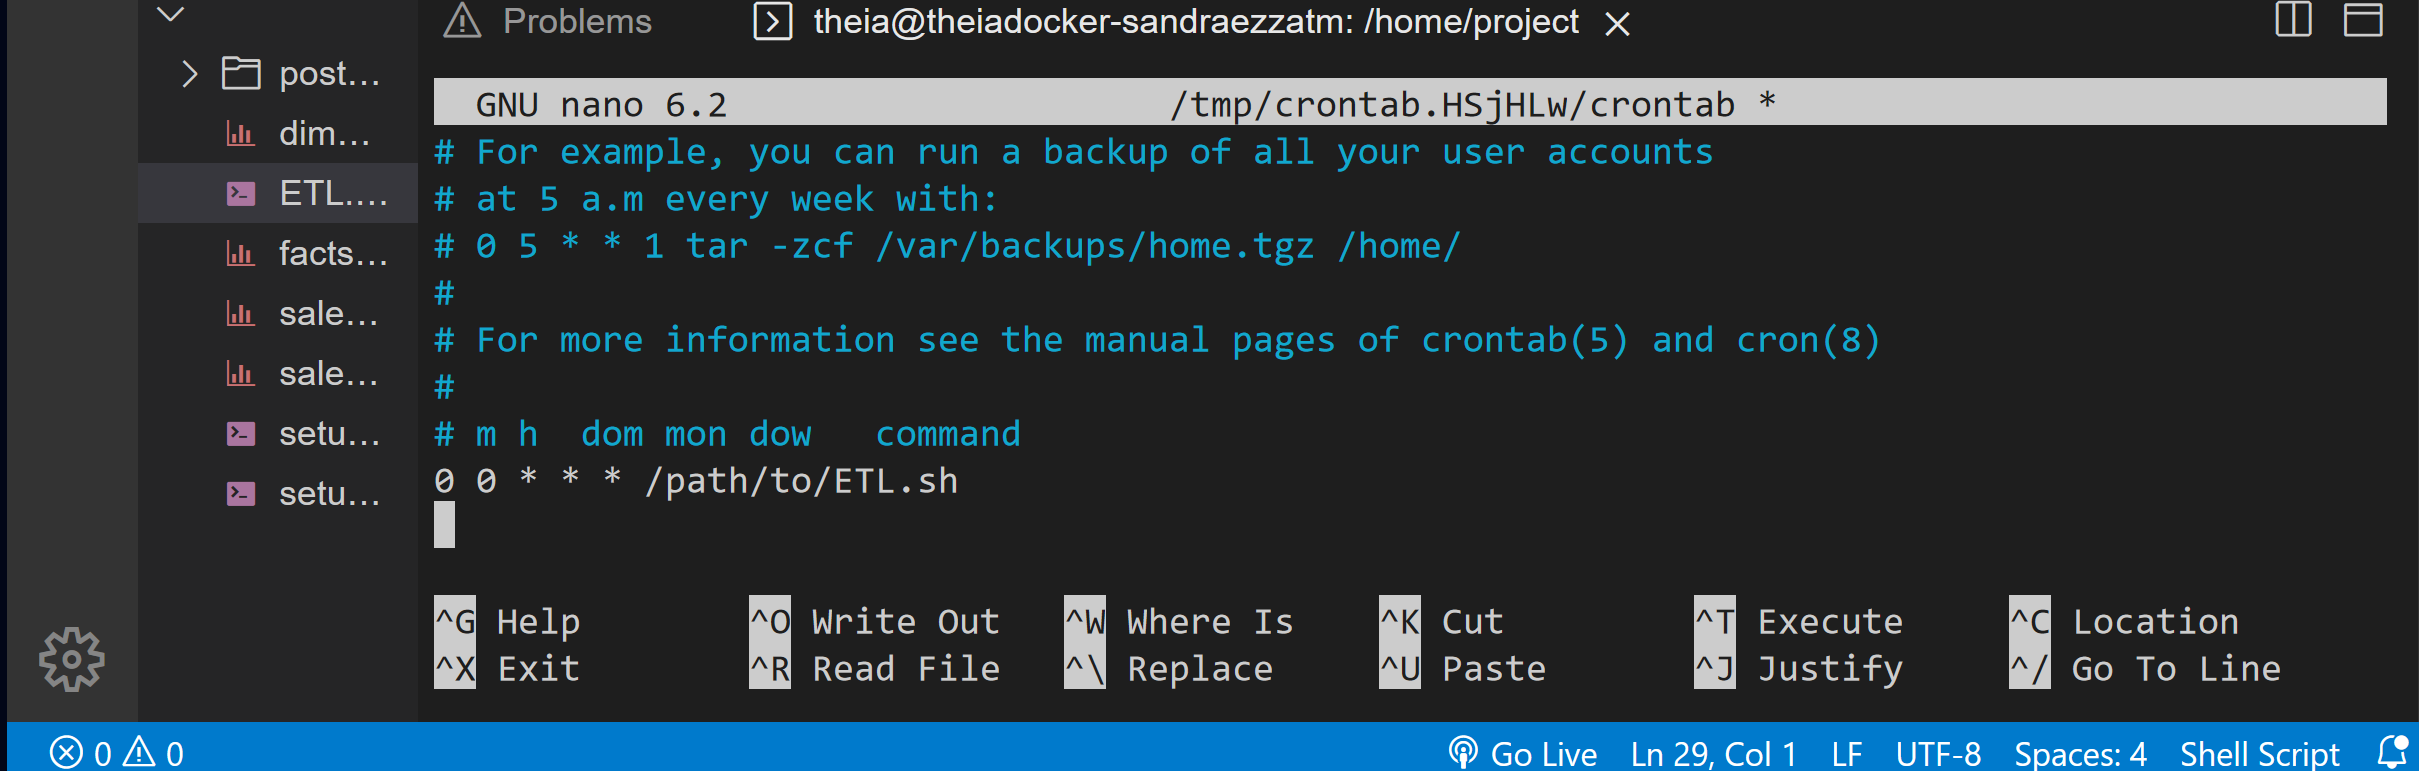 Problems
theia@theiadocker-sandraezzatm: /home/project
post...
dim...
ETL....
facts...
sale...
sale...
setu...
setu...
GNU nano 6.2 /tmp/crontab.HSjHLw/crontab *
# For example, you can run a backup of all your user accounts
# at 5 a.m every week with:
# 0 5 * * 1 tar -zcf /var/backups/home.tgz /home/
#
# For more information see the manual pages of crontab(5) and cron(8)
#
# m h  dom mon dow   command
0 0 * * * /path/to/ETL.sh
^G Help ^O Write Out ^W Where Is ^K Cut ^T Execute ^C Location
^X Exit ^R Read File ^\ Replace ^U Paste ^J Justify ^/ Go To Line
0 0 Go Live Ln 29, Col 1 LF UTF-8 Spaces: 4 Shell Script